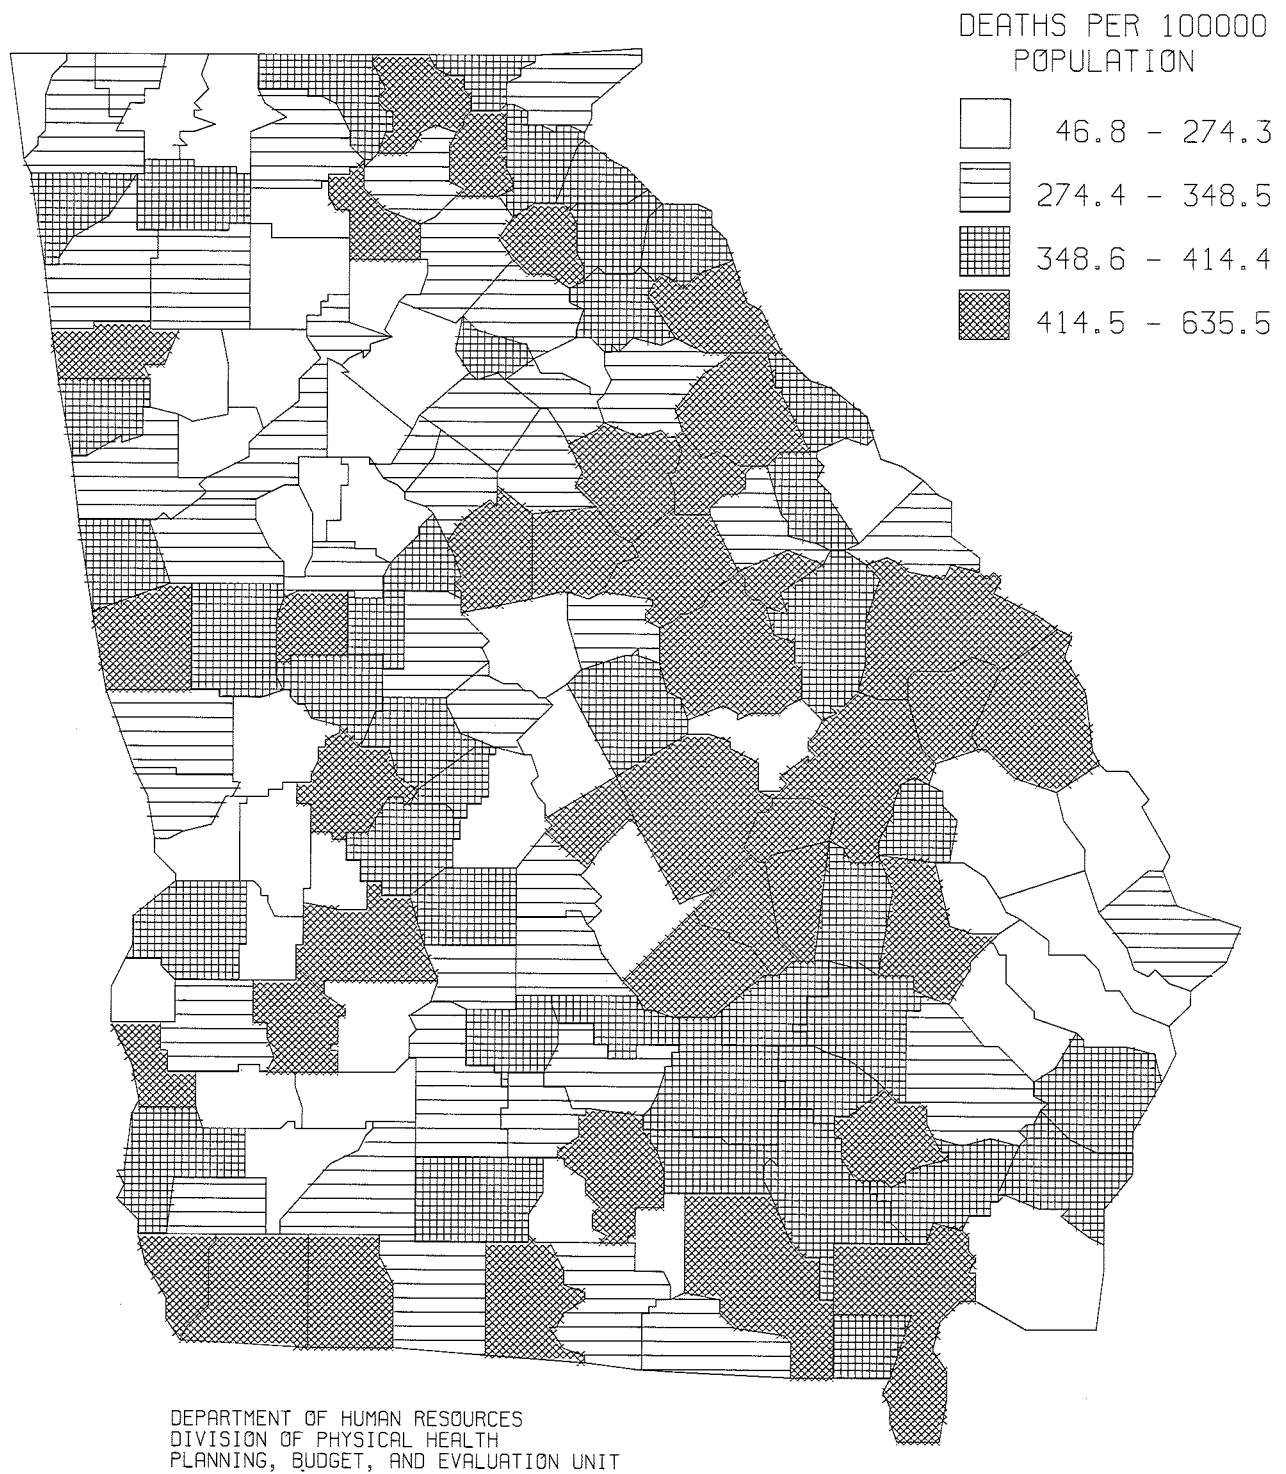 DEATHS PER 100000
POPULATION
46.8 - 274.3
274.4 - 348.5
348.6 - 414.4
414.5 - 635.5
DEPARTMENT OF HUMAN RESOURCES
DIVISION OF PHYSICAL HEALTH
PLANNING, BUDGET, AND EVALUATION UNIT